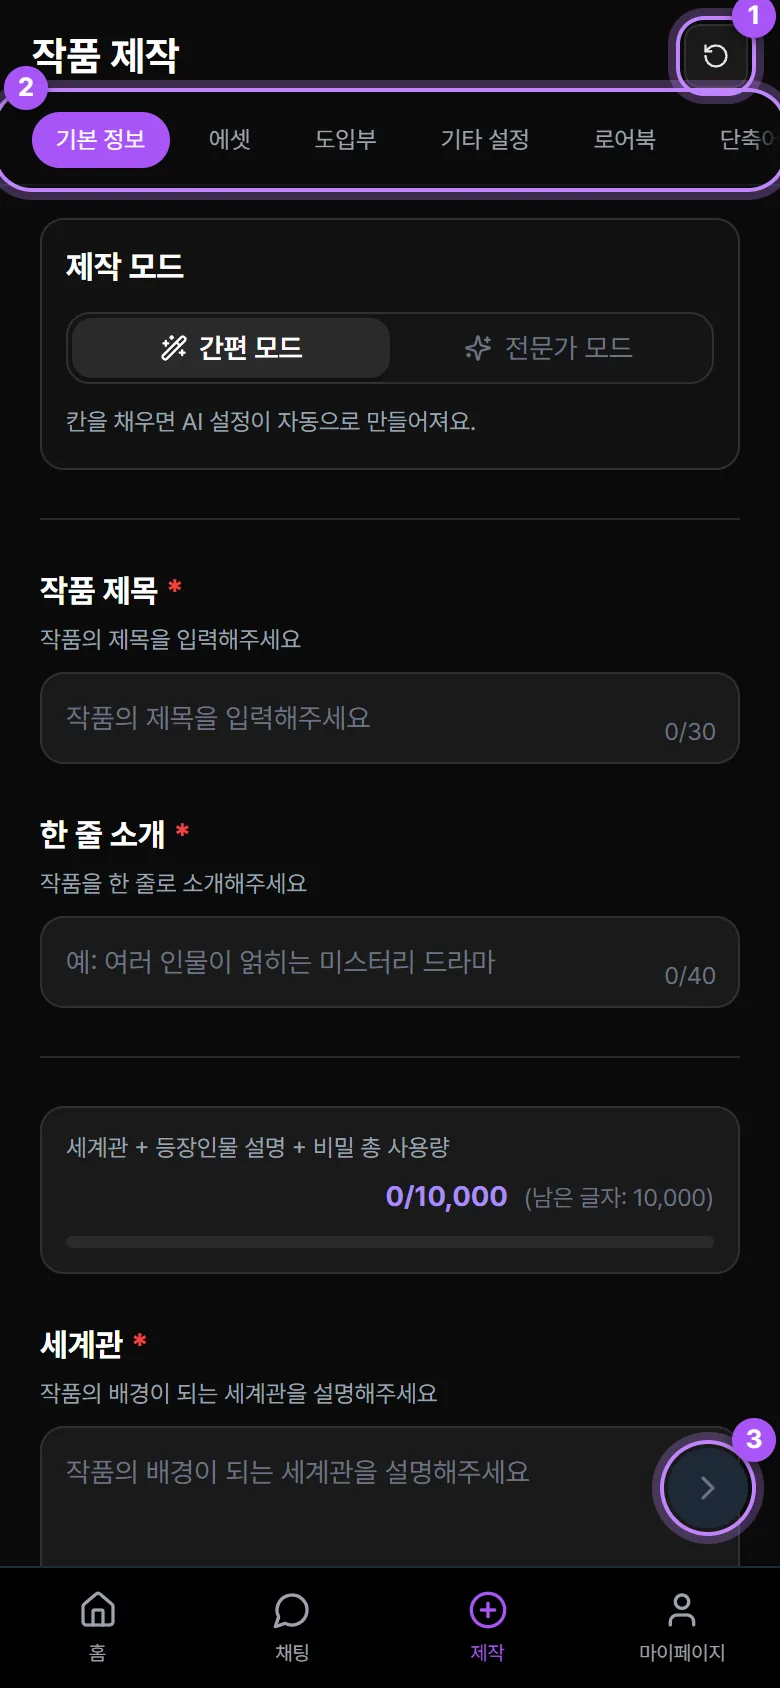 작품 제작
1
2
기본 정보 에셋 도입부 기타 설정 로어북 단축
제작 모드
간편 모드 전문가 모드
칸을 채우면 AI 설정이 자동으로 만들어져요.
작품 제목 *
작품의 제목을 입력해주세요
작품의 제목을 입력해주세요
0/30
한 줄 소개 *
작품을 한 줄로 소개해주세요
예: 여러 인물이 얽히는 미스터리 드라마
0/40
세계관 + 등장인물 설명 + 비밀 총 사용량
0/10,000 (남은 글자: 10,000)
세계관 *
작품의 배경이 되는 세계관을 설명해주세요
작품의 배경이 되는 세계관을 설명해주세요
3
홈 채팅 제작 마이페이지